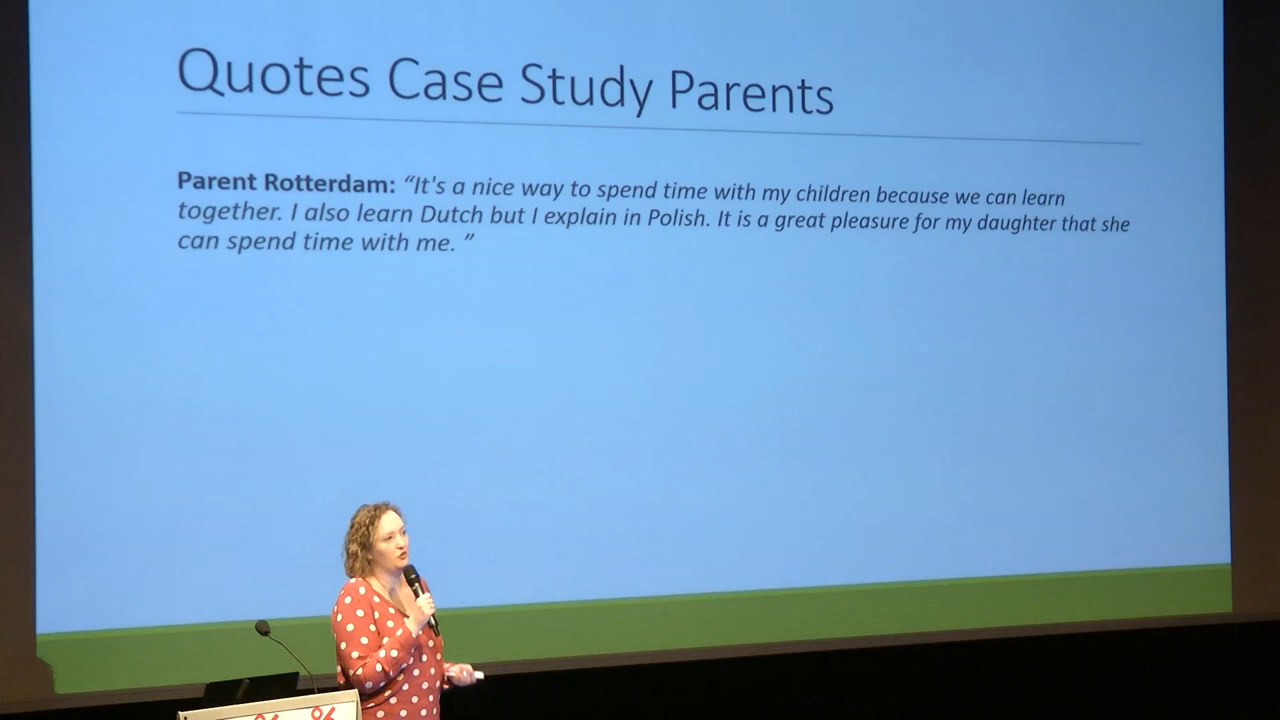 Quotes Case Study Parents
Parent Rotterdam: “It's a nice way to spend time with my children because we can learn
together. I also learn Dutch but I explain in Polish. It is a great pleasure for my daughter that she
can spend time with me. ”
% %